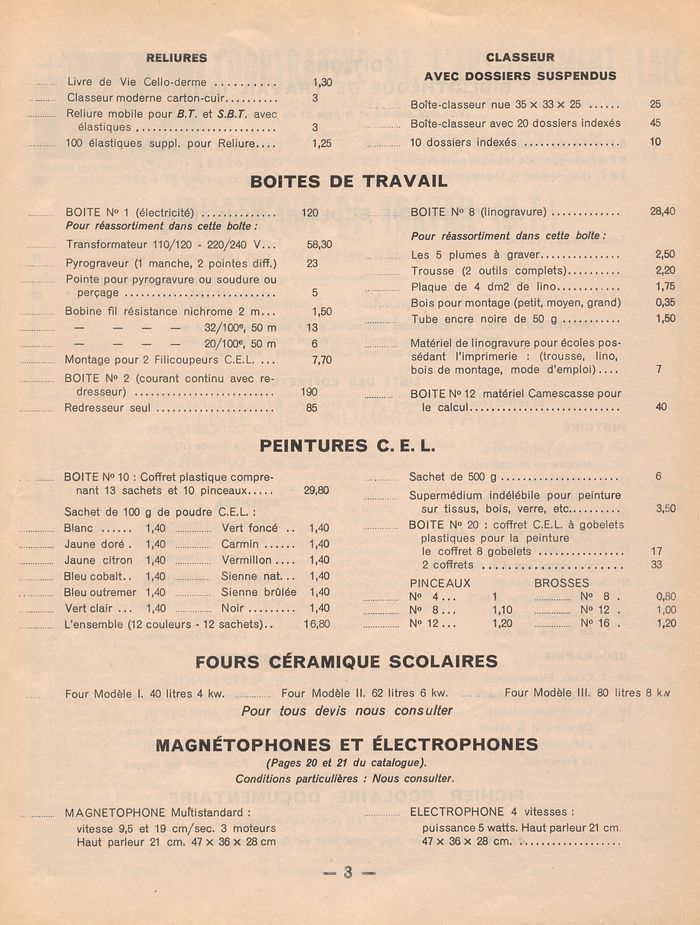 RELIURES
Livre de Vie Cello-derme .......... 1,30
Classeur moderne carton-cuir.......... 3
Reliure mobile pour B.T. et S.B.T. avec
élastiques ........................ 3
100 élastiques suppl. pour Reliure.... 1,25
CLASSEUR
AVEC DOSSIERS SUSPENDUS
Boîte-classeur nue 35 x 33 x 25 ...... 25
Boîte-classeur avec 20 dossiers indexés 45
10 dossiers indexés .................. 10
BOITES DE TRAVAIL
BOITE Nº 1 (électricité) .............. 120
Pour réassortiment dans cette boîte :
Transformateur 110/120 - 220/240 V... 58,30
Pyrograveur (1 manche, 2 pointes diff.) 23
Pointe pour pyrogravure ou soudure ou
perçage ........................... 5
Bobine fil résistance nichrome 2 m... 1,50
— — — — 32/100e, 50 m 13
— — — — 20/100e, 50 m 6
Montage pour 2 Filicoupeurs C.E.L. ... 7,70
BOITE Nº 2 (courant continu avec re-
dresseur) ......................... 190
Redresseur seul ...................... 85
BOITE Nº 8 (linogravure) ............. 28,40
Pour réassortiment dans cette boîte :
Les 5 plumes à graver............... 2,50
Trousse (2 outils complets).......... 2,20
Plaque de 4 dm2 de lino............ 1,75
Bois pour montage (petit, moyen, grand) 0,35
Tube encre noire de 50 g ........... 1,50
Matériel de linogravure pour écoles pos-
sédant l'imprimerie : (trousse, lino,
bois de montage, mode d'emploi).... 7
BOITE Nº 12 matériel Camescasse pour
le calcul........................... 40
PEINTURES C. E. L.
BOITE Nº 10 : Coffret plastique compre-
nant 13 sachets et 10 pinceaux..... 29,80
Sachet de 100 g de poudre C.E.L. :
Blanc ...... 1,40 ............ Vert foncé .. 1,40
Jaune doré . 1,40 ............ Carmin ...... 1,40
Jaune citron 1,40 ............ Vermillon .... 1,40
Bleu cobalt.. 1,40 ............ Sienne nat... 1,40
Bleu outremer 1,40 ............ Sienne brûlée 1,40
Vert clair ... 1,40 ............ Noir ......... 1,40
L'ensemble (12 couleurs - 12 sachets).. 16,80
Sachet de 500 g ..................... 6
Supermédium indélébile pour peinture
sur tissus, bois, verre, etc......... 3,50
BOITE Nº 20 : coffret C.E.L. à gobelets
plastiques pour la peinture
le coffret 8 gobelets ............... 17
2 coffrets .................... 33
PINCEAUX BROSSES
Nº 4... 1 ............ Nº 8 . 0,80
Nº 8... 1,10 ............ Nº 12 . 1,00
Nº 12... 1,20 ............ Nº 16 . 1,20
FOURS CÉRAMIQUE SCOLAIRES
Four Modèle I. 40 litres 4 kw. ............ Four Modèle II. 62 litres 6 kw. ............ Four Modèle III. 80 litres 8 kw
Pour tous devis nous consulter
MAGNÉTOPHONES ET ÉLECTROPHONES
(Pages 20 et 21 du catalogue).
Conditions particulières : Nous consulter.
MAGNETOPHONE Multistandard :
vitesse 9,5 et 19 cm/sec. 3 moteurs
Haut parleur 21 cm. 47 x 36 x 28 cm
ELECTROPHONE 4 vitesses :
puissance 5 watts. Haut parleur 21 cm.
47 x 36 x 28 cm. ..................
— 3 —